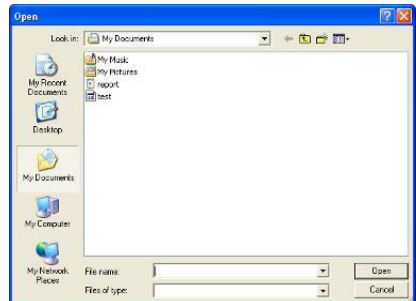 Open
Look in: My Documents
My Recent
Documents
Desktop
My Documents
My Computer
My Network
Places
My Music
My Pictures
report
test
File name:
Open
Files of type:
Cancel